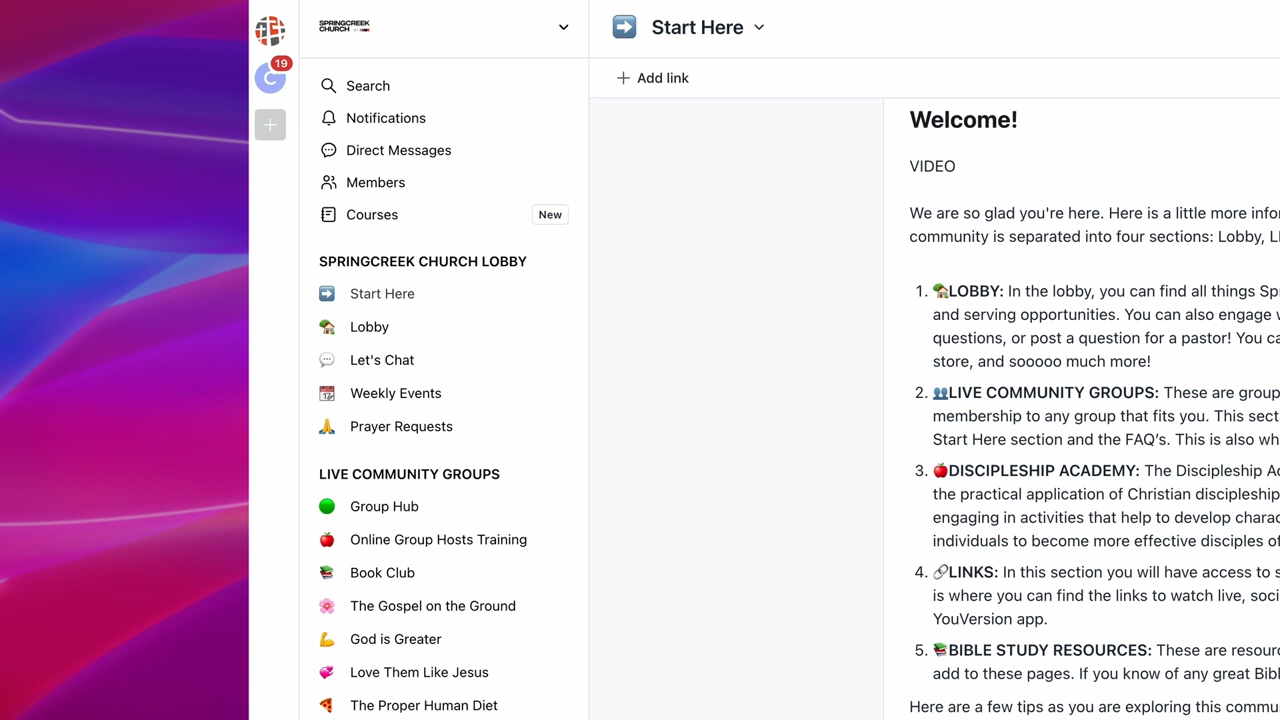 SPRINGCREEK
CHURCH
19
C
Search
Notifications
Direct Messages
Members
Courses
New
SPRINGCREEK CHURCH LOBBY
Start Here
Lobby
Let's Chat
Weekly Events
Prayer Requests
LIVE COMMUNITY GROUPS
Group Hub
Online Group Hosts Training
Book Club
The Gospel on the Ground
God is Greater
Love Them Like Jesus
The Proper Human Diet
Start Here
Add link
Welcome!
VIDEO
We are so glad you're here. Here is a little more infor
community is separated into four sections: Lobby, LI
1. LOBBY: In the lobby, you can find all things Sp
and serving opportunities. You can also engage w
questions, or post a question for a pastor! You ca
store, and sooooo much more!
2. LIVE COMMUNITY GROUPS: These are group
membership to any group that fits you. This sect
Start Here section and the FAQ’s. This is also wh
3. DISCIPLESHIP ACADEMY: The Discipleship Ac
the practical application of Christian discipleship
engaging in activities that help to develop charac
individuals to become more effective disciples of
4. LINKS: In this section you will have access to s
is where you can find the links to watch live, soci
YouVersion app.
5. BIBLE STUDY RESOURCES: These are resourc
add to these pages. If you know of any great Bibl
Here are a few tips as you are exploring this commu